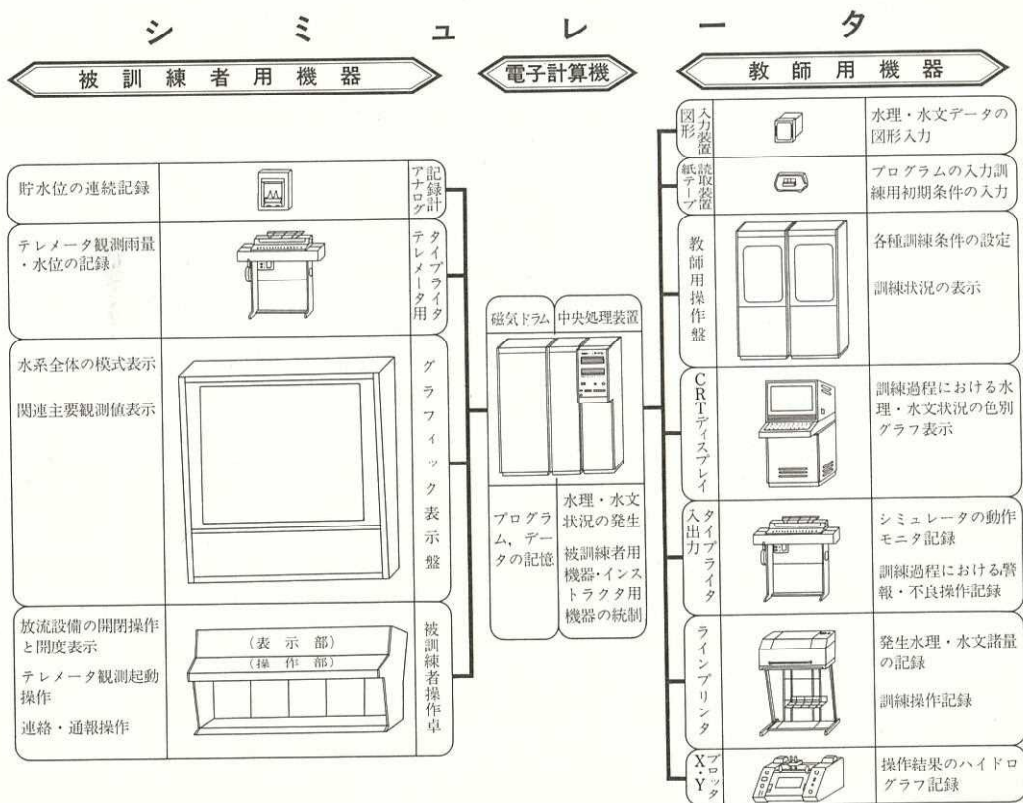 シミュレータ
被訓練者用機器
電子計算機
教師用機器
貯水位の連続記録
アナログ
記録計
テレメータ観測雨量
・水位の記録
テレメータ用
タイプライタ
水系全体の模式表示
関連主要観測値表示
グラフィック表示盤
放流設備の開閉操作
と開度表示
テレメータ観測起動
操作
連絡・通報操作
(表示部)
(操作部)
被訓練者操作卓
磁気ドラム
中央処理装置
プログラ
ム,デー
タの記憶
水理・水文
状況の発生
被訓練者用
機器・インス
トラクタ用
機器の統制
図形
入力装置
水理・水文データの
図形入力
紙テープ
読取装置
プログラムの入力訓
練用初期条件の入力
教師用操作盤
各種訓練条件の設定
訓練状況の表示
CRTディスプレイ
訓練過程における水
理・水文状況の色別
グラフ表示
入出力
タイプライタ
シミュレータの動作
モニタ記録
訓練過程における警
報・不良操作記録
ラインプリンタ
発生水理・水文諸量
の記録
訓練操作記録
X・Y
プロッタ
操作結果のハイドロ
グラフ記録